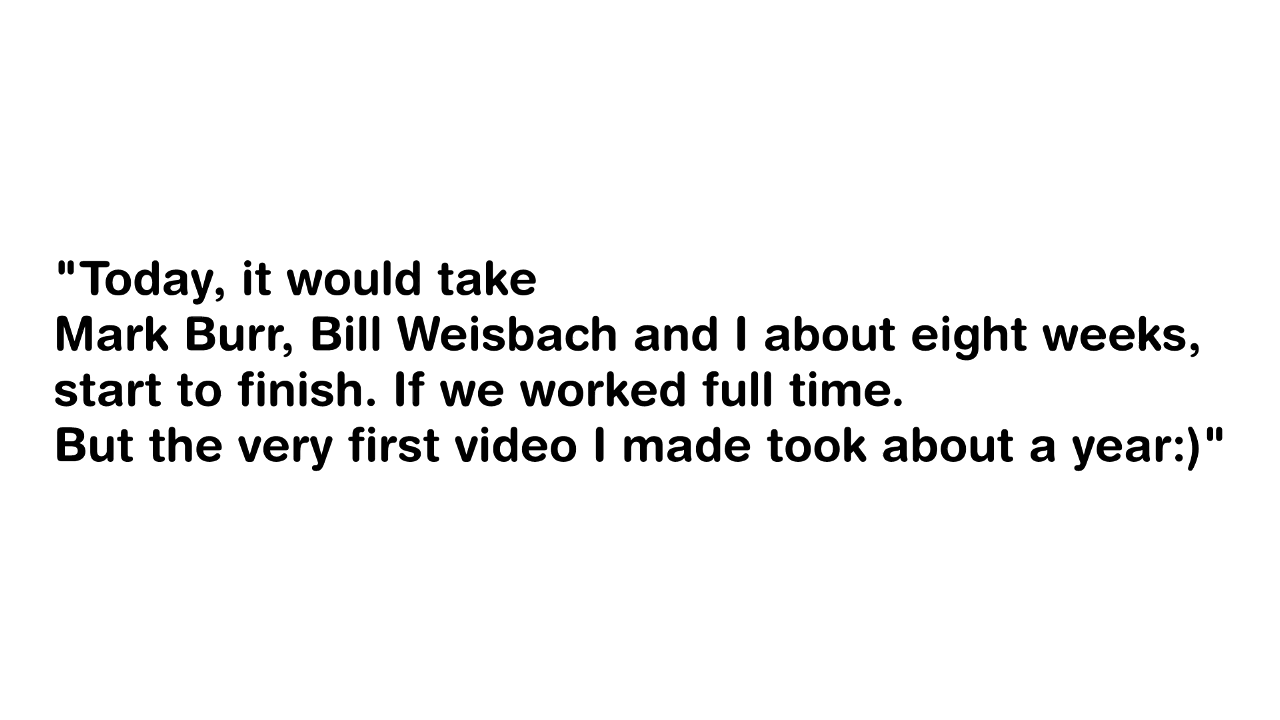 "Today, it would take
Mark Burr, Bill Weisbach and I about eight weeks,
start to finish. If we worked full time.
But the very first video I made took about a year:)"